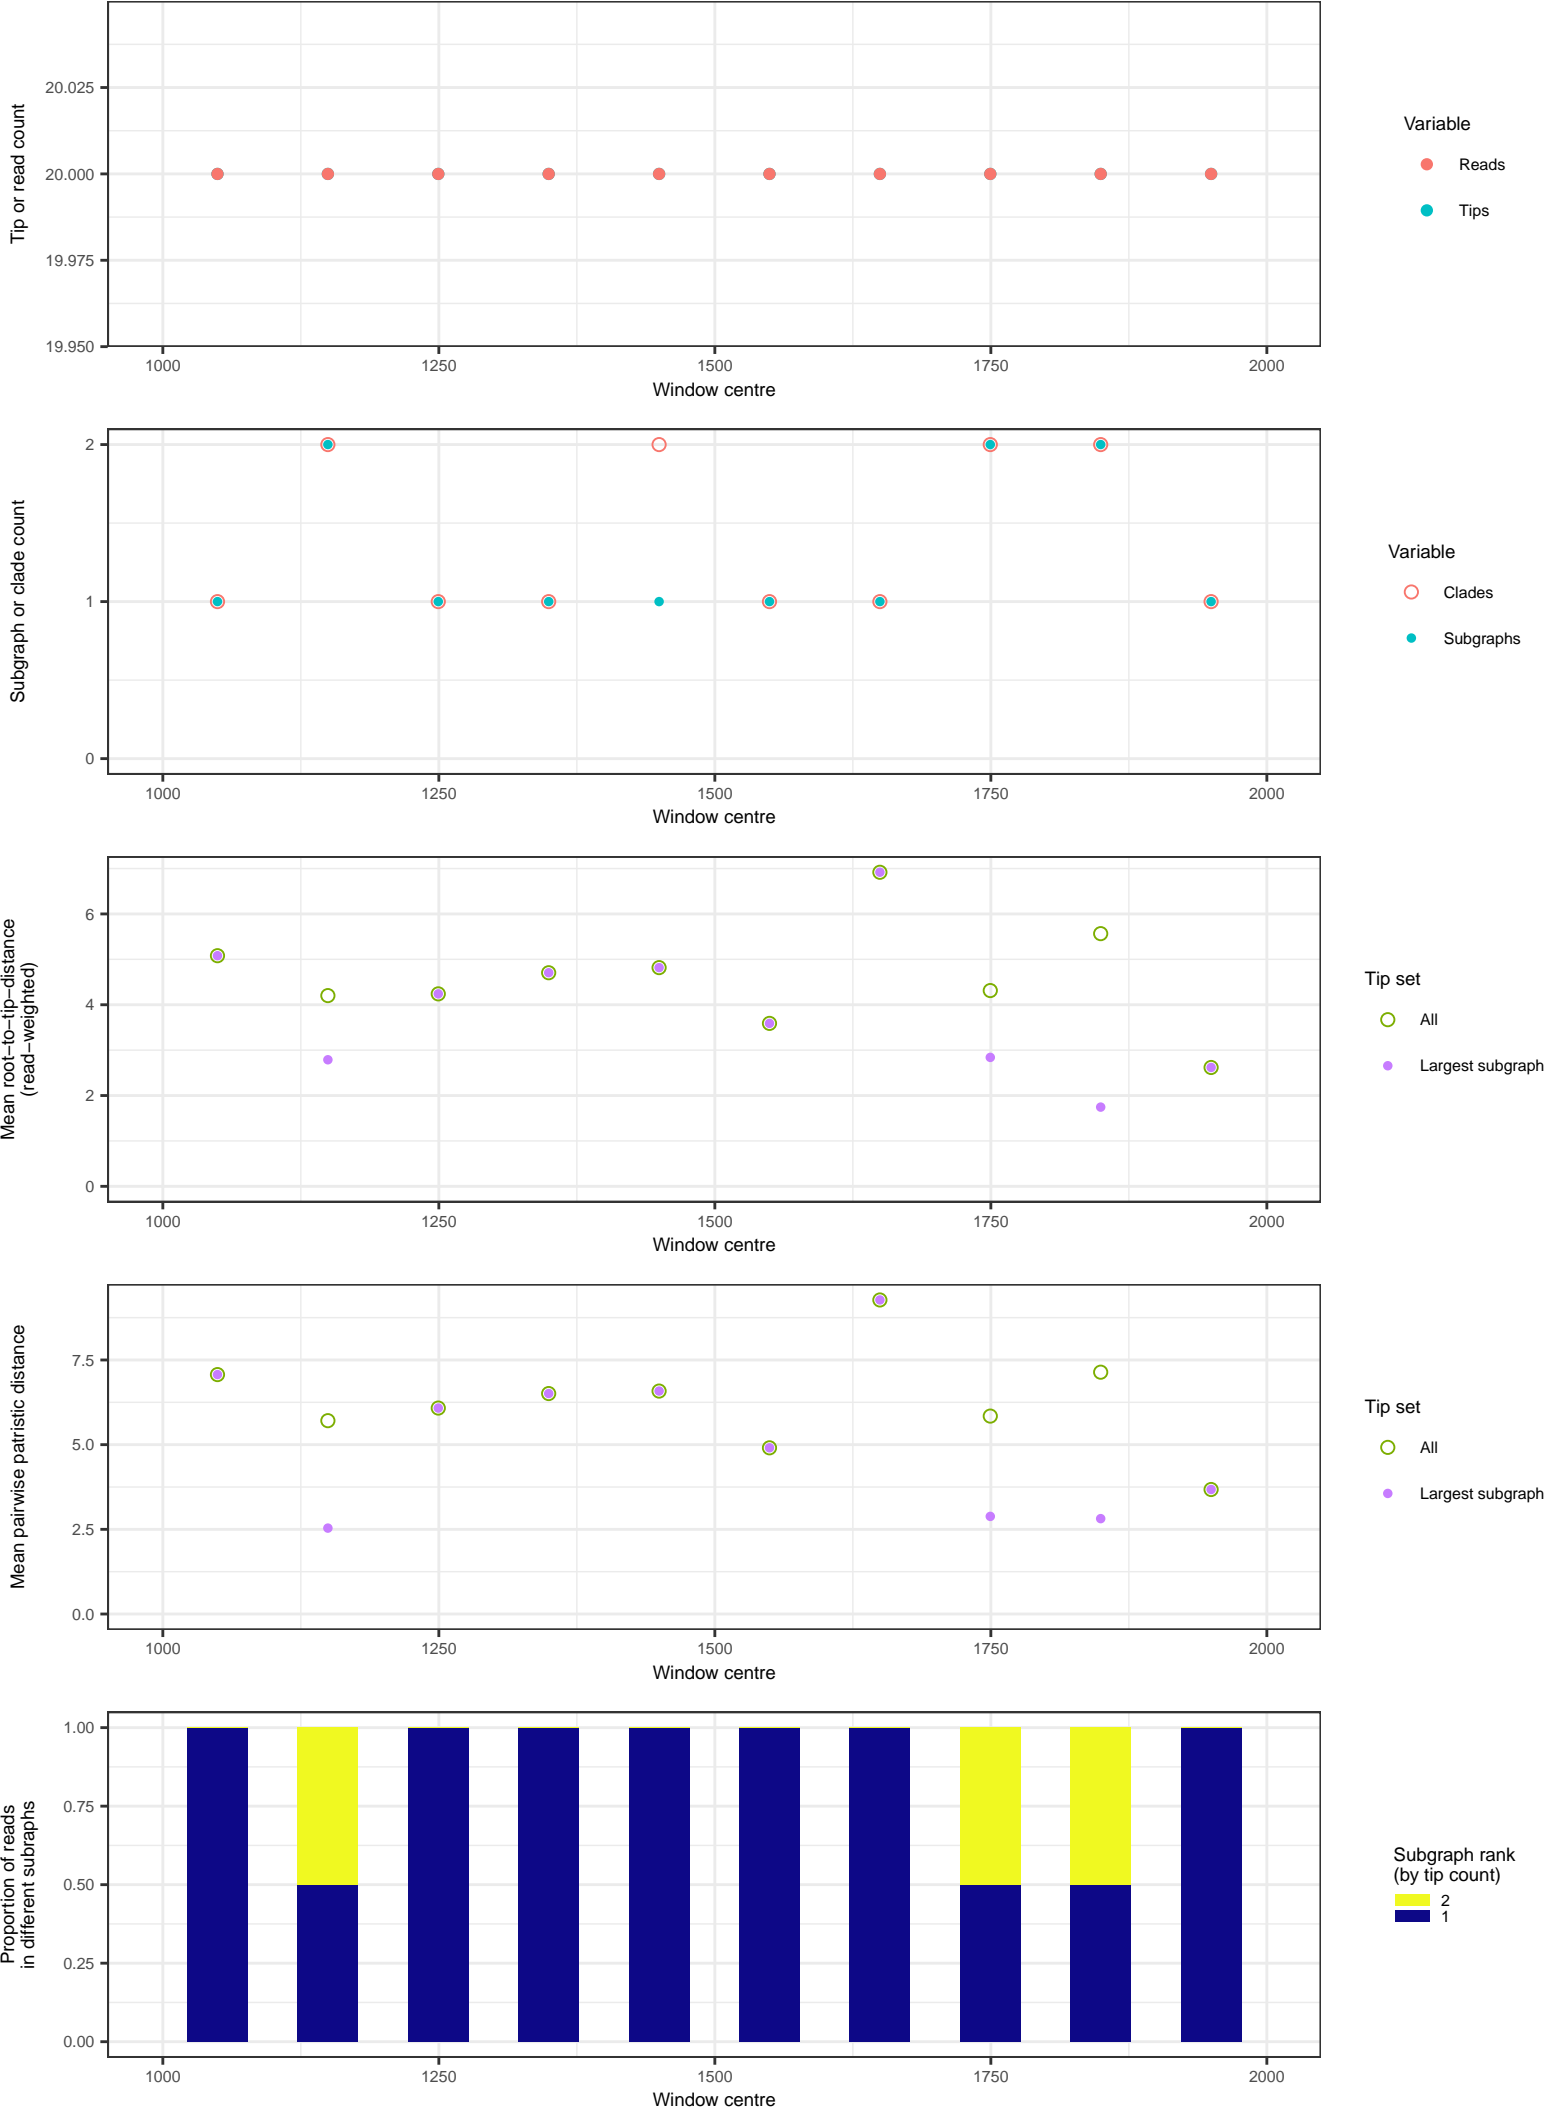 Tip or read count
20.025
20.000
19.975
19.950
1000 1250 1500 1750 2000
Window centre
Variable
Reads
Tips
Subgraph or clade count
2
1
0
1000 1250 1500 1750 2000
Window centre
Variable
Clades
Subgraphs
Mean root−to−tip−distance
(read−weighted)
6
4
2
0
1000 1250 1500 1750 2000
Window centre
Tip set
All
Largest subgraph
Mean pairwise patristic distance
7.5
5.0
2.5
0.0
1000 1250 1500 1750 2000
Window centre
Tip set
All
Largest subgraph
Proportion of reads
in different subraphs
1.00
0.75
0.50
0.25
0.00
1000 1250 1500 1750 2000
Window centre
Subgraph rank
(by tip count)
2
1